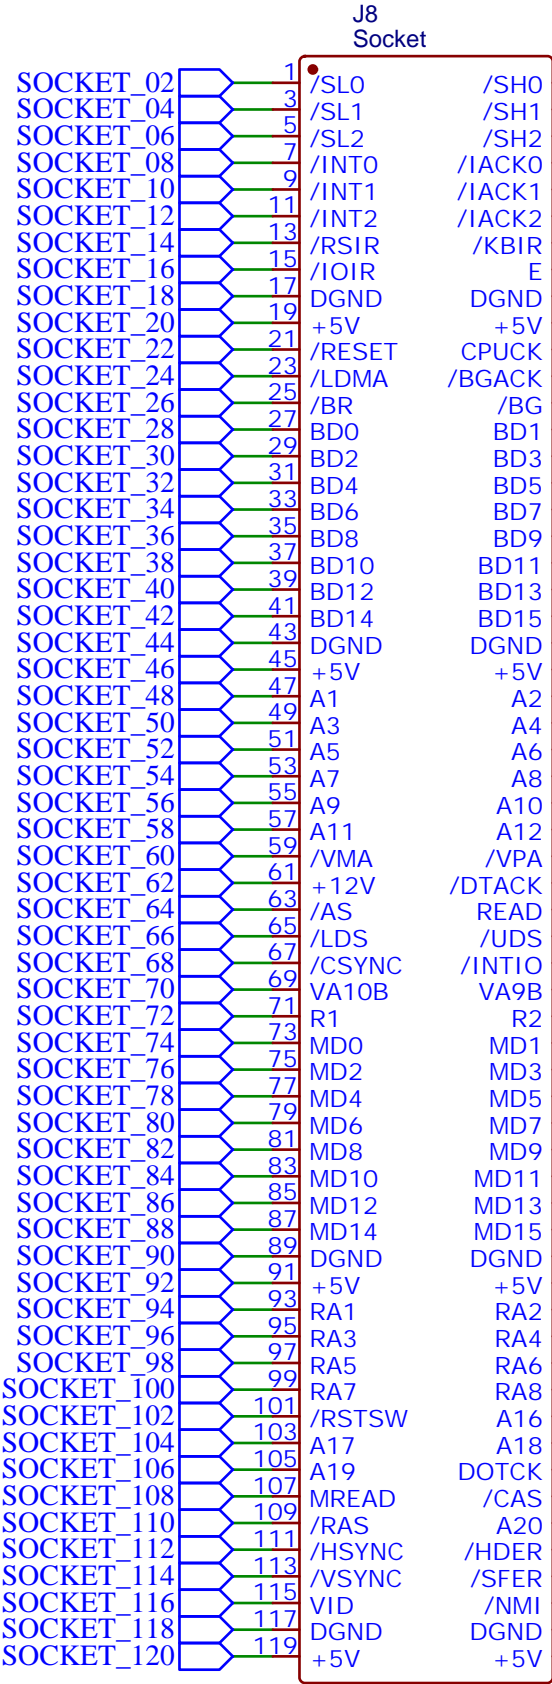 J8
Socket
SOCKET_02 1 /SL0 /SH0
SOCKET_04 3 /SL1 /SH1
SOCKET_06 5 /SL2 /SH2
SOCKET_08 7 /INT0 /IACK0
SOCKET_10 9 /INT1 /IACK1
SOCKET_12 11 /INT2 /IACK2
SOCKET_14 13 /RSIR /KBIR
SOCKET_16 15 /IOIR E
SOCKET_18 17 DGND DGND
SOCKET_20 19 +5V +5V
SOCKET_22 21 /RESET CPUCK
SOCKET_24 23 /LDMA /BGACK
SOCKET_26 25 /BR /BG
SOCKET_28 27 BD0 BD1
SOCKET_30 29 BD2 BD3
SOCKET_32 31 BD4 BD5
SOCKET_34 33 BD6 BD7
SOCKET_36 35 BD8 BD9
SOCKET_38 37 BD10 BD11
SOCKET_40 39 BD12 BD13
SOCKET_42 41 BD14 BD15
SOCKET_44 43 DGND DGND
SOCKET_46 45 +5V +5V
SOCKET_48 47 A1 A2
SOCKET_50 49 A3 A4
SOCKET_52 51 A5 A6
SOCKET_54 53 A7 A8
SOCKET_56 55 A9 A10
SOCKET_58 57 A11 A12
SOCKET_60 59 /VMA /VPA
SOCKET_62 61 +12V /DTACK
SOCKET_64 63 /AS READ
SOCKET_66 65 /LDS /UDS
SOCKET_68 67 /CSYNC /INTIO
SOCKET_70 69 VA10B VA9B
SOCKET_72 71 R1 R2
SOCKET_74 73 MD0 MD1
SOCKET_76 75 MD2 MD3
SOCKET_78 77 MD4 MD5
SOCKET_80 79 MD6 MD7
SOCKET_82 81 MD8 MD9
SOCKET_84 83 MD10 MD11
SOCKET_86 85 MD12 MD13
SOCKET_88 87 MD14 MD15
SOCKET_90 89 DGND DGND
SOCKET_92 91 +5V +5V
SOCKET_94 93 RA1 RA2
SOCKET_96 95 RA3 RA4
SOCKET_98 97 RA5 RA6
SOCKET_100 99 RA7 RA8
SOCKET_102 101 /RSTSW A16
SOCKET_104 103 A17 A18
SOCKET_106 105 A19 DOTCK
SOCKET_108 107 MREAD /CAS
SOCKET_110 109 /RAS A20
SOCKET_112 111 /HSYNC /HDER
SOCKET_114 113 /VSYNC /SFER
SOCKET_116 115 VID /NMI
SOCKET_118 117 DGND DGND
SOCKET_120 119 +5V +5V